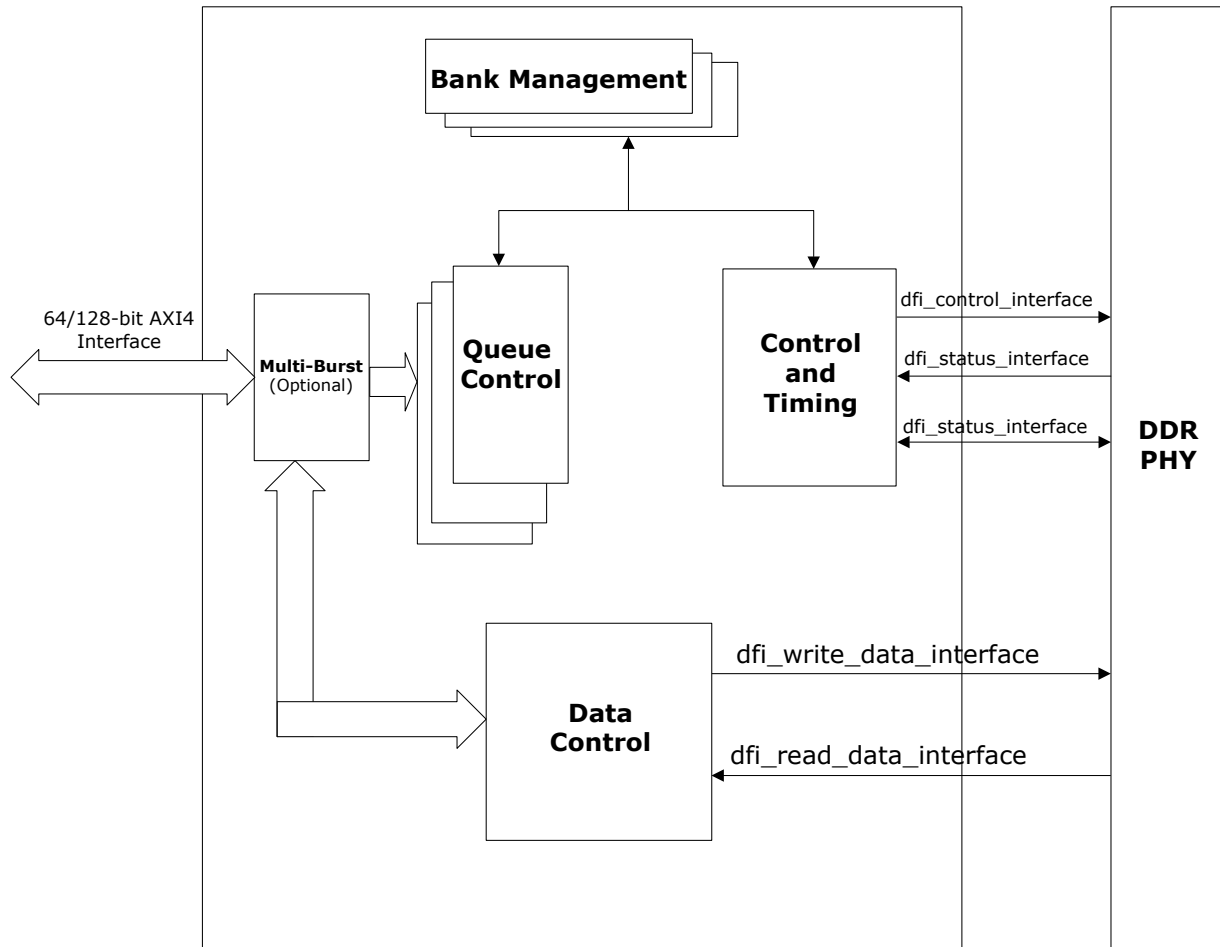 Bank Management
64/128-bit AXI4
Interface
Multi-Burst
(Optional)
Queue
Control
Control
and
Timing
dfi_control_interface
dfi_status_interface
dfi_status_interface
DDR
PHY
Data
Control
dfi_write_data_interface
dfi_read_data_interface